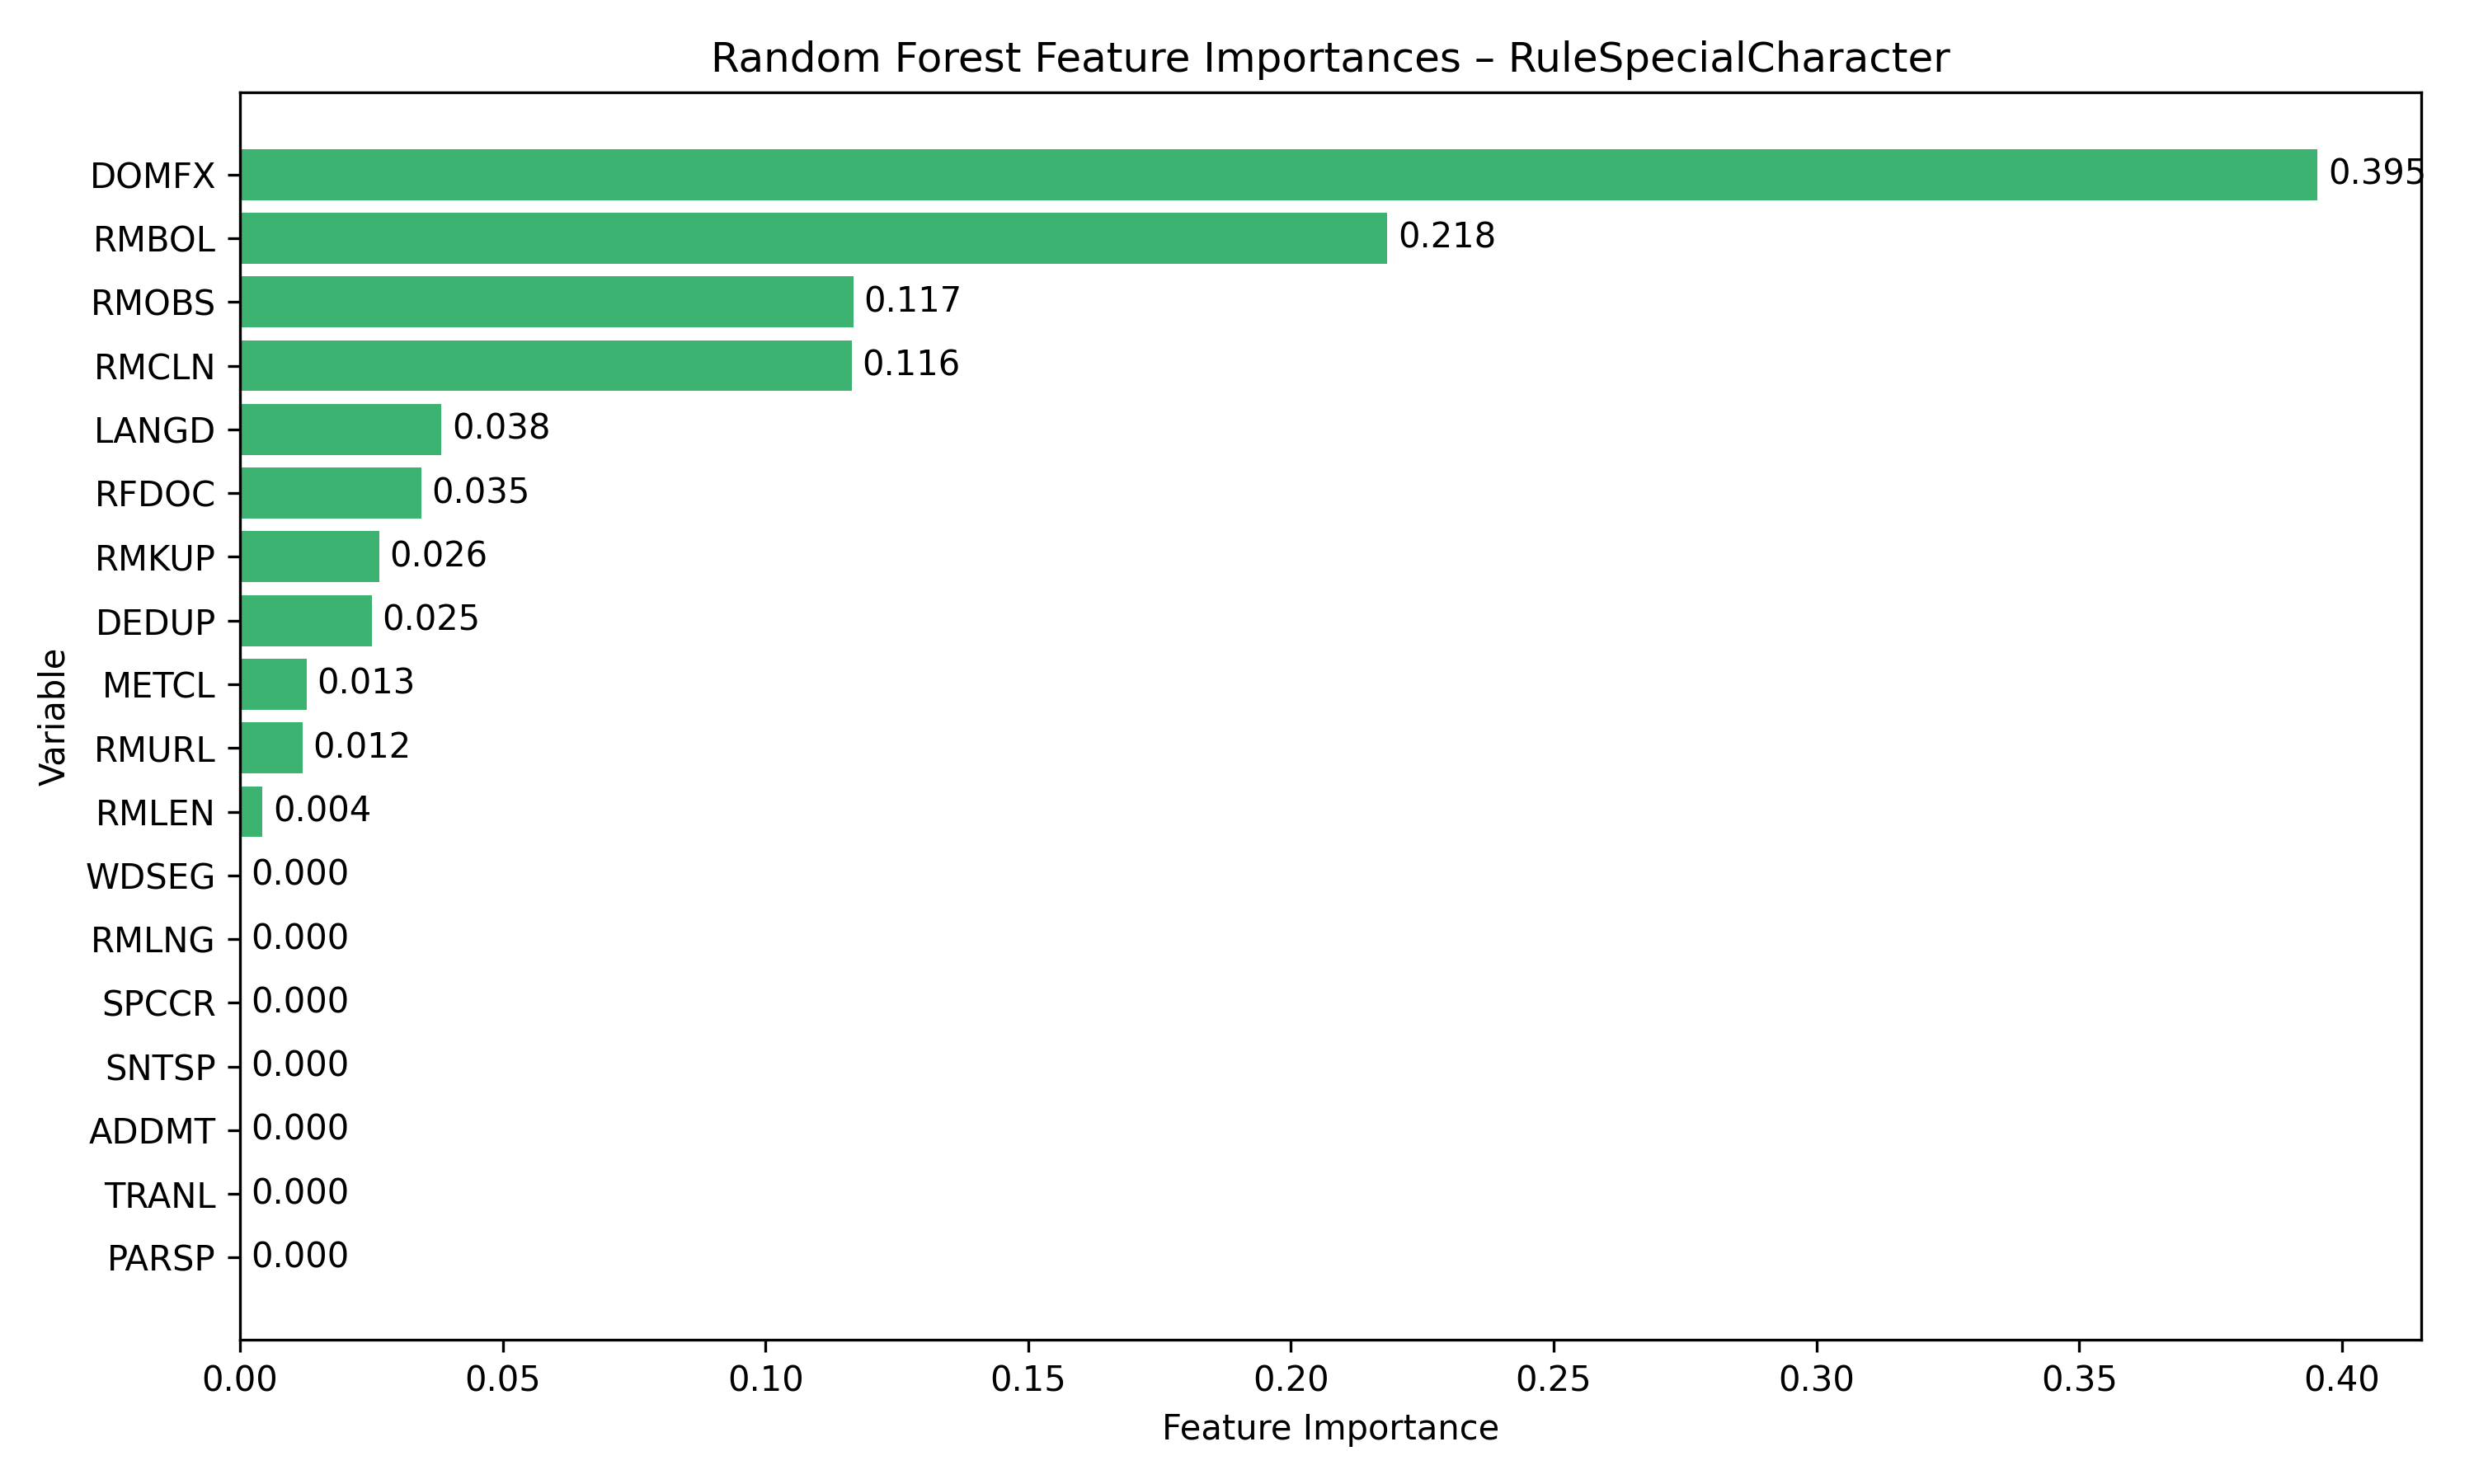 Random Forest Feature Importances – RuleSpecialCharacter
DOMFX 0.395
RMBOL 0.218
RMOBS 0.117
RMCLN 0.116
LANGD 0.038
RFDOC 0.035
RMKUP 0.026
DEDUP 0.025
METCL 0.013
RMURL 0.012
RMLEN 0.004
WDSEG 0.000
RMLNG 0.000
SPCCR 0.000
SNTSP 0.000
ADDMT 0.000
TRANL 0.000
PARSP 0.000
Variable
0.00 0.05 0.10 0.15 0.20 0.25 0.30 0.35 0.40
Feature Importance